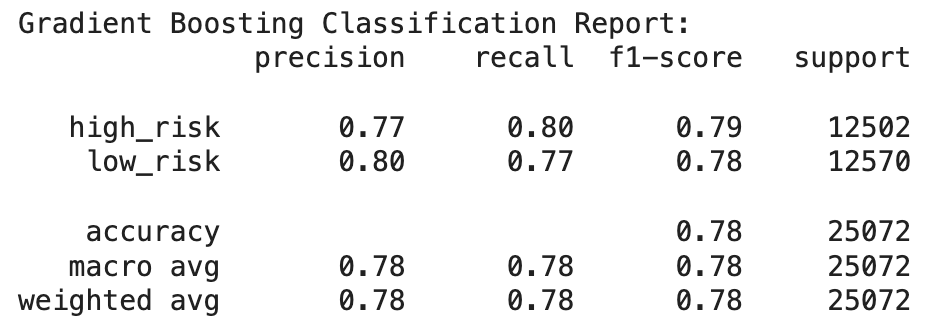 Gradient Boosting Classification Report:
precision recall f1-score support
high_risk 0.77 0.80 0.79 12502
low_risk 0.80 0.77 0.78 12570
accuracy 0.78 25072
macro avg 0.78 0.78 0.78 25072
weighted avg 0.78 0.78 0.78 25072